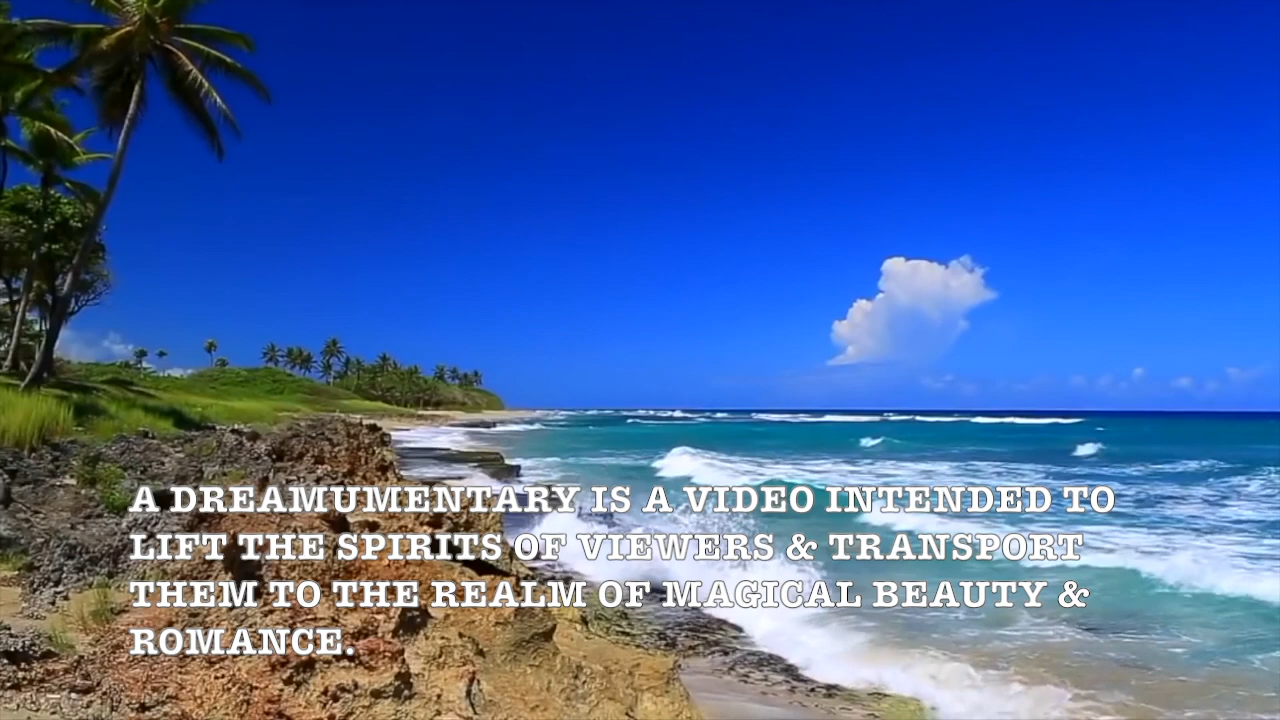 A DREAMUMENTARY IS A VIDEO INTENDED TO
LIFT THE SPIRITS OF VIEWERS & TRANSPORT
THEM TO THE REALM OF MAGICAL BEAUTY &
ROMANCE.